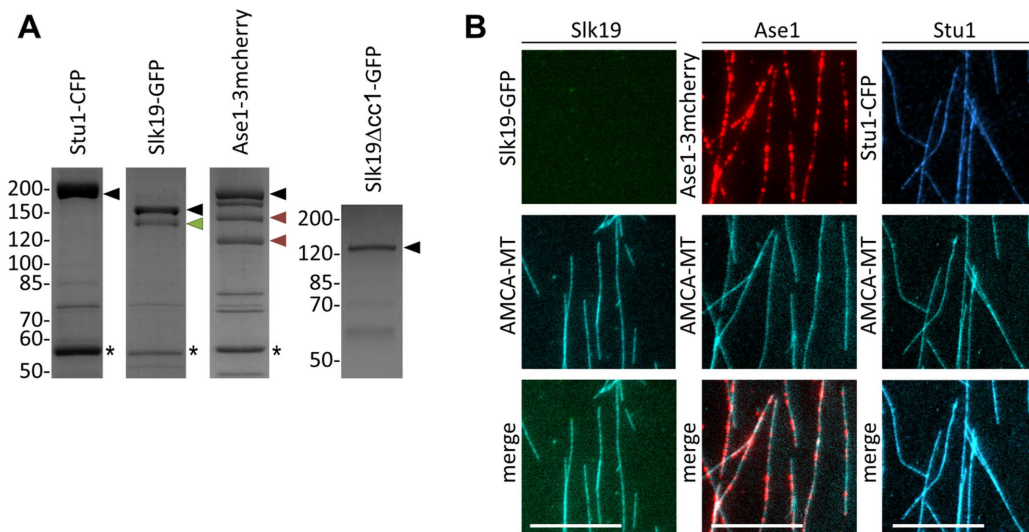 A
Stu1-CFP
Slk19-GFP
Ase1-3mcherry
Slk19Δcc1-GFP
200-
150-
120-
100-
85-
70-
60-
50-
*
*
*
200-
120-
85-
70-
50-
B
Slk19
Ase1
Stu1
Slk19-GFP
Ase1-3mcherry
Stu1-CFP
AMCA-MT
AMCA-MT
AMCA-MT
merge
merge
merge